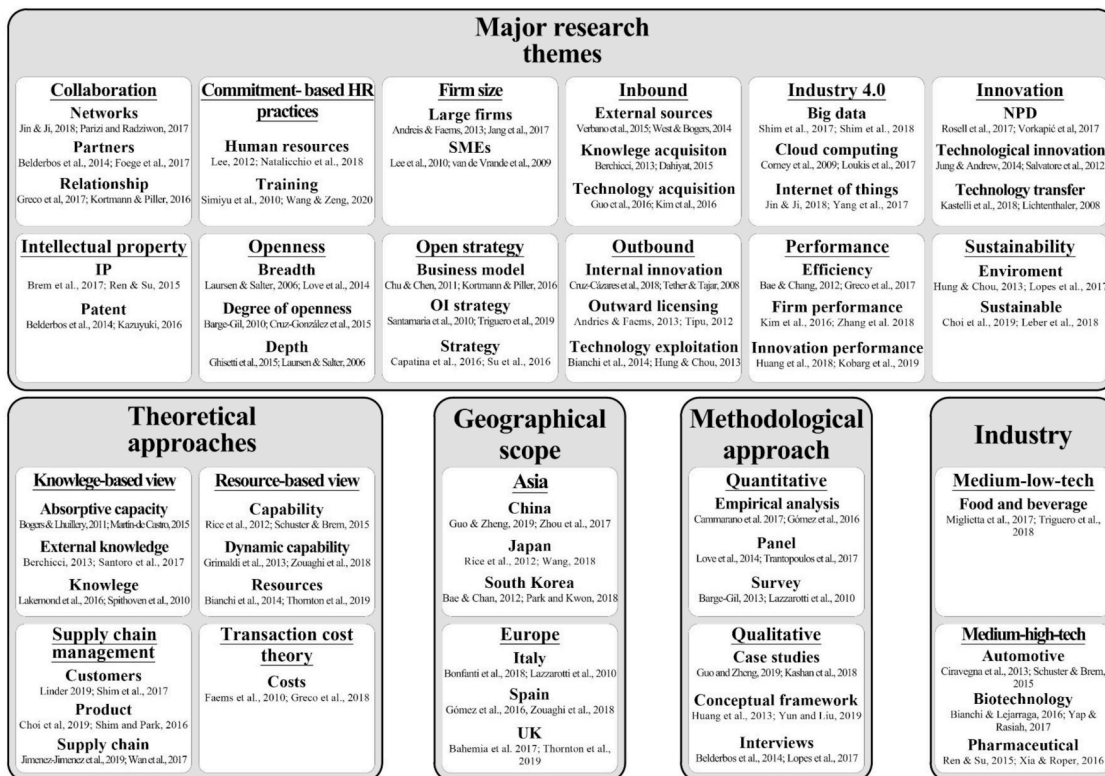 Major research
themes
Collaboration
Networks
Jin & Ji, 2018; Parizi and Radziwon, 2017
Partners
Belderbos et al., 2014; Foege et al., 2017
Relationship
Greco et al, 2017; Kortmann & Piller, 2016
Commitment- based HR
practices
Human resources
Lee, 2012; Natalicchio et al., 2018
Training
Simiyu et al., 2010; Wang & Zeng, 2020
Firm size
Large firms
Andreis & Faems, 2013; Jang et al., 2017
SMEs
Lee et al., 2010; van de Vrande et al., 2009
Inbound
External sources
Verbano et al., 2015; West & Bogers, 2014
Knowlege acquisiton
Berchicci, 2013; Dahiyat, 2015
Technology acquisition
Guo et al., 2016; Kim et al., 2016
Industry 4.0
Big data
Shim et al., 2017; Shim et al., 2018
Cloud computing
Corney et al., 2009; Loukis et al., 2017
Internet of things
Jin & Ji, 2018; Yang et al., 2017
Innovation
NPD
Rosell et al., 2017; Vorkapić et al, 2017
Technological innovation
Jung & Andrew, 2014; Salvatore et al., 2012
Technology transfer
Kastelli et al., 2018; Lichtenthaler, 2008
Intellectual property
IP
Brem et al., 2017; Ren & Su, 2015
Patent
Belderbos et al., 2014; Kazuyuki, 2016
Openness
Breadth
Laursen & Salter, 2006; Love et al., 2014
Degree of openness
Barge-Gil, 2010; Cruz-González et al., 2015
Depth
Ghisetti et al., 2015; Laursen & Salter, 2006
Open strategy
Business model
Chu & Chen, 2011; Kortmann & Piller, 2016
OI strategy
Santamaria et al., 2010; Triguero et al., 2019
Strategy
Capatina et al., 2016; Su et al., 2016
Outbound
Internal innovation
Cruz-Cázares et al., 2018; Tether & Tajar, 2008
Outward licensing
Andries & Faems, 2013; Tipu, 2012
Technology exploitation
Bianchi et al., 2014; Hung & Chou, 2013
Performance
Efficiency
Bae & Chang, 2012; Greco et al., 2017
Firm performance
Kim et al., 2016; Zhang et al. 2018
Innovation performance
Huang et al., 2018; Kobarg et al., 2019
Sustainability
Enviroment
Hung & Chou, 2013; Lopes et al., 2017
Sustainable
Choi et al., 2019; Leber et al., 2018
Theoretical
approaches
Knowlege-based view
Absorptive capacity
Bogers & Lhuillery, 2011; Martín-de Castro, 2015
External knowledge
Berchicci, 2013; Santoro et al., 2017
Knowlege
Lakemond et al., 2016; Spithoven et al., 2010
Resource-based view
Capability
Rice et al., 2012; Schuster & Brem, 2015
Dynamic capability
Grimaldi et al., 2013; Zouaghi et al., 2018
Resources
Bianchi et al., 2014; Thornton et al., 2019
Supply chain
management
Customers
Linder 2019; Shim et al., 2017
Product
Choi et al, 2019; Shim and Park, 2016
Supply chain
Jimenez-Jimenez et al., 2019; Wan et al., 2017
Transaction cost
theory
Costs
Faems et al., 2010; Greco et al., 2018
Geographical
scope
Asia
China
Guo & Zheng, 2019; Zhou et al., 2017
Japan
Rice et al., 2012; Wang, 2018
South Korea
Bae & Chan, 2012; Park and Kwon, 2018
Europe
Italy
Bonfanti et al., 2018; Lazzarotti et al., 2010
Spain
Gómez et al., 2016, Zouaghi et al., 2018
UK
Bahemia et al. 2017; Thornton et al.,
2019
Methodological
approach
Quantitative
Empirical analysis
Cammarano et al. 2017; Gómez et al., 2016
Panel
Love et al., 2014; Trantopoulos et al., 2017
Survey
Barge-Gil, 2013; Lazzarotti et al., 2010
Qualitative
Case studies
Guo and Zheng, 2019; Kashan et al., 2018
Conceptual framework
Huang et al., 2013; Yun and Liu, 2019
Interviews
Belderbos et al., 2014; Lopes et al., 2017
Industry
Medium-low-tech
Food and beverage
Miglietta et al., 2017; Triguero et al.,
2018
Medium-high-tech
Automotive
Ciravegna et al., 2013; Schuster & Brem,
2015
Biotechnology
Bianchi & Lejarraga, 2016; Yap &
Rasiah, 2017
Pharmaceutical
Ren & Su, 2015; Xia & Roper, 2016